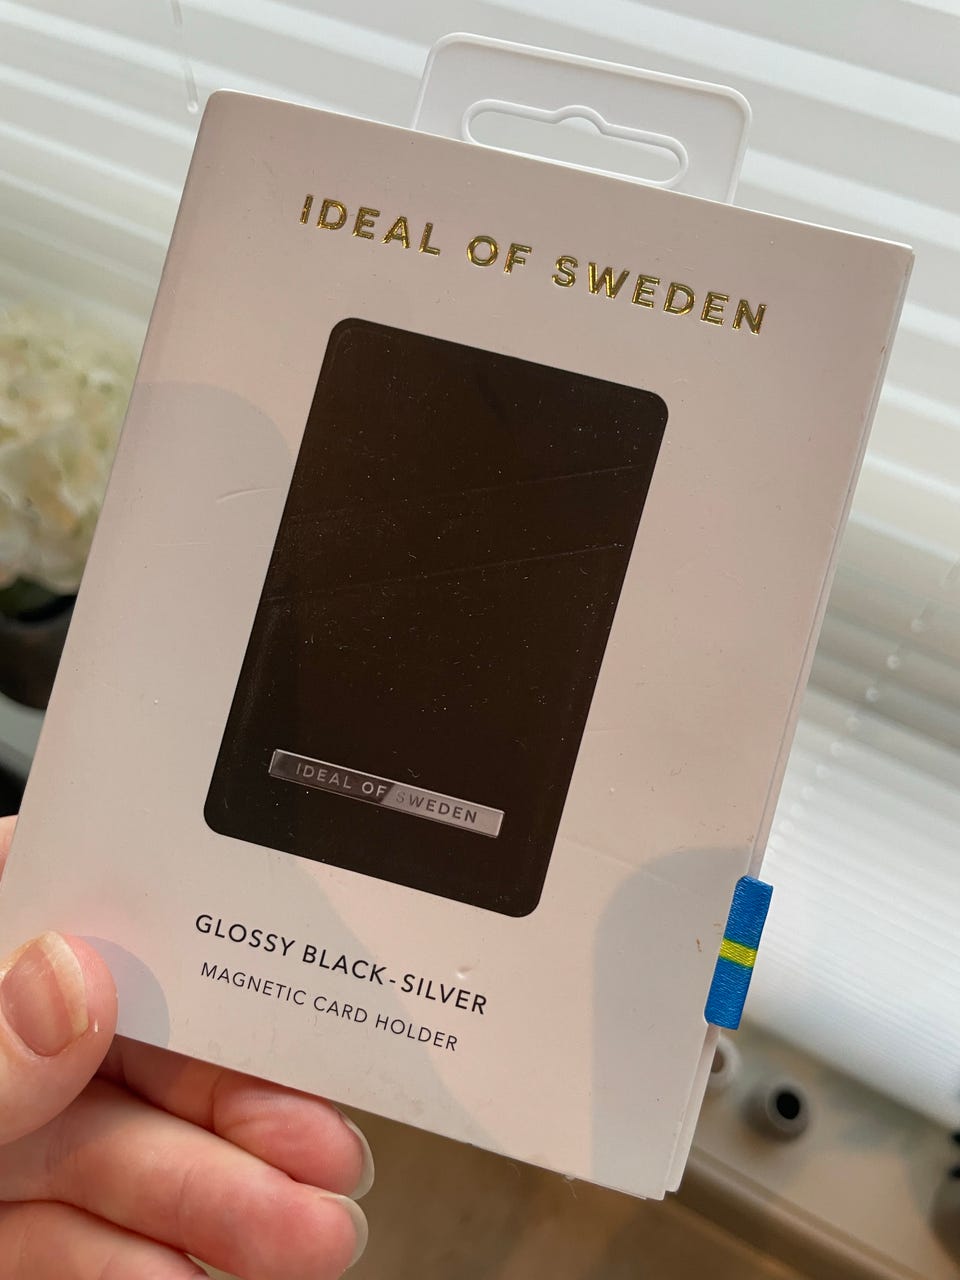 IDEAL OF SWEDEN
IDEAL OF SWEDEN
GLOSSY BLACK-SILVER
MAGNETIC CARD HOLDER